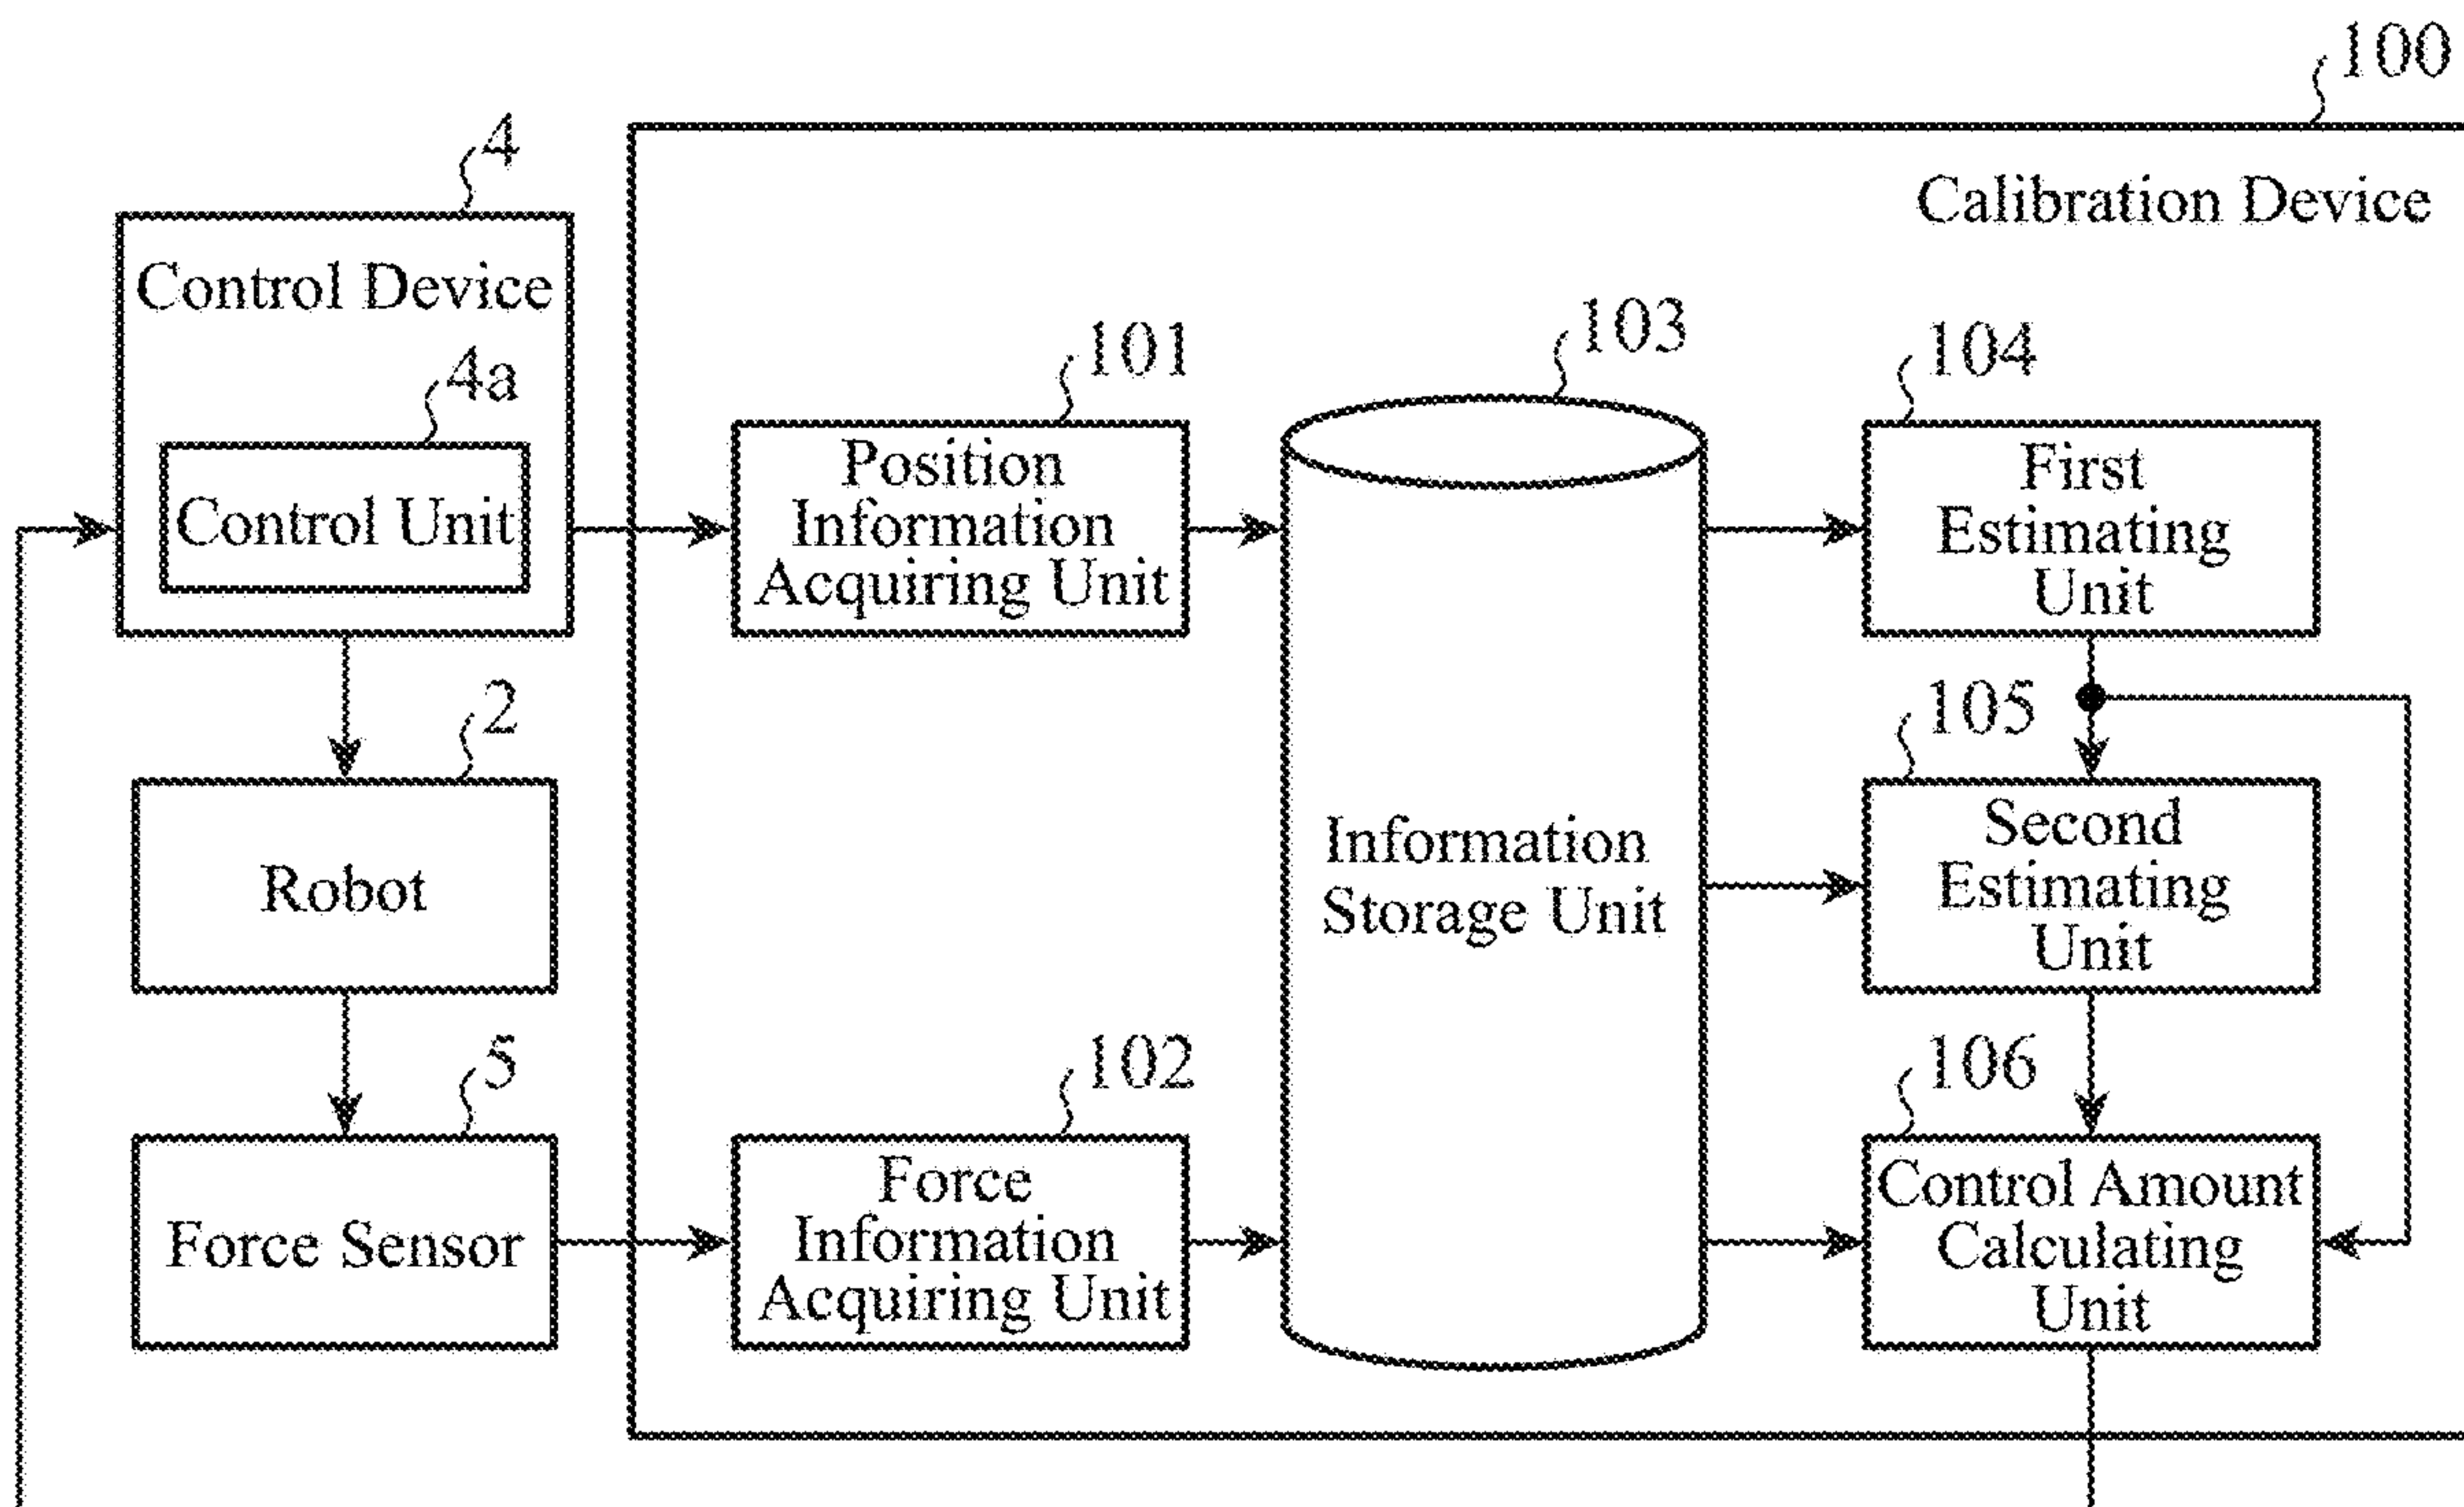 100
Calibration Device
4
Control Device
4a
Control Unit
101
Position
Information
Acquiring Unit
103
Information
Storage Unit
104
First
Estimating
Unit
2
Robot
105
Second
Estimating
Unit
5
Force Sensor
102
Force
Information
Acquiring Unit
106
Control Amount
Calculating
Unit